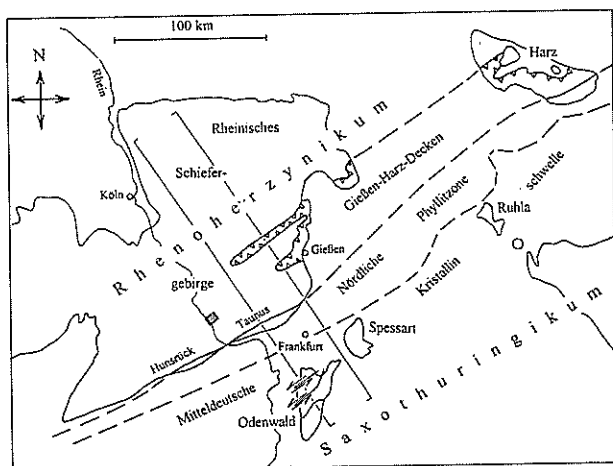 100 km
N
Harz
Rhein
Rheinisches
Schiefer-
Rhenoherzynikum
Gießen-Harz-Decken
Köln
Phyllitzone
schwelle
Ruhla
Gießen
gebirge
Nördliche
Kristallin
Taunus
Hunsrück
Frankfurt
Spessart
Mitteldeutsche
Odenwald
Saxothuringikum